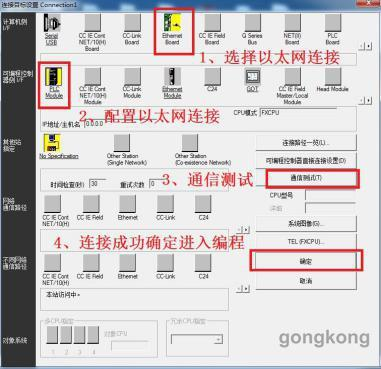 连接目标设置 Connection1
计算机侧 I/F
Serial USB
CC IE Cont NET/10(H) Board
CC-Link Board
Ethernet Board
CC IE Field Board
Q Series Bus
NET(II) Board
PLC Board
1、选择以太网连接
可编程控制器侧 I/F
PLC Module
CC IE Cont NET/10(H) Module
CC-Link Module
Ethernet Module
C24
GOT
CC IE Field Master/Local Module
Head Module
2、配置以太网连接
CPU模式 FXCPU
IP地址/主机名 0.0.0.0
其他站指定
No Specification
Other Station (Single Network)
Other Station (Co-existence Network)
连接路径一览(L)...
可编程控制器直接连接设置(D)
3、通信测试
通信测试(T)
时间检查(秒) 30
重试次数 0
CPU型号
详细
网络通信路径
CC IE Cont NET/10(H)
CC IE Field
Ethernet
CC-Link
C24
系统图像(G)...
TEL (FXCPU)...
4、连接成功确定进入编程
确定
不同网络通信路径
CC IE Cont NET/10(H)
CC IE Field
Ethernet
CC-Link
C24
取消
本站访问中。
对象系统
多CPU指定
1 2 3 4
对象CPU
冗余CPU指定
gongkong